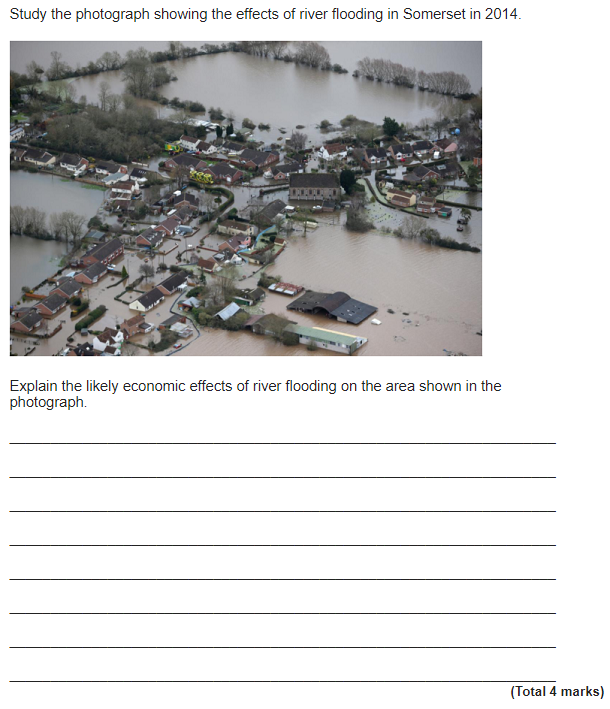 Study the photograph showing the effects of river flooding in Somerset in 2014.
Explain the likely economic effects of river flooding on the area shown in the
photograph.
(Total 4 marks)